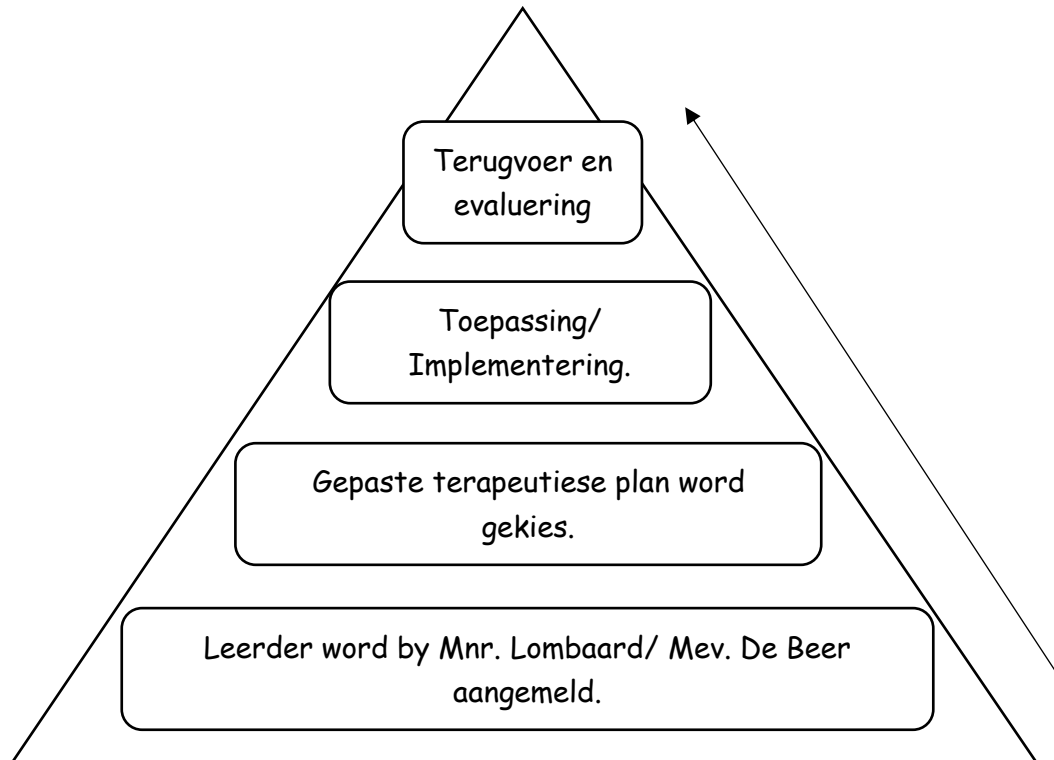 Terugvoer en
evaluering
Toepassing/
Implementering.
Gepaste terapeutiese plan word
gekies.
Leerder word by Mnr. Lombaard/ Mev. De Beer
aangemeld.